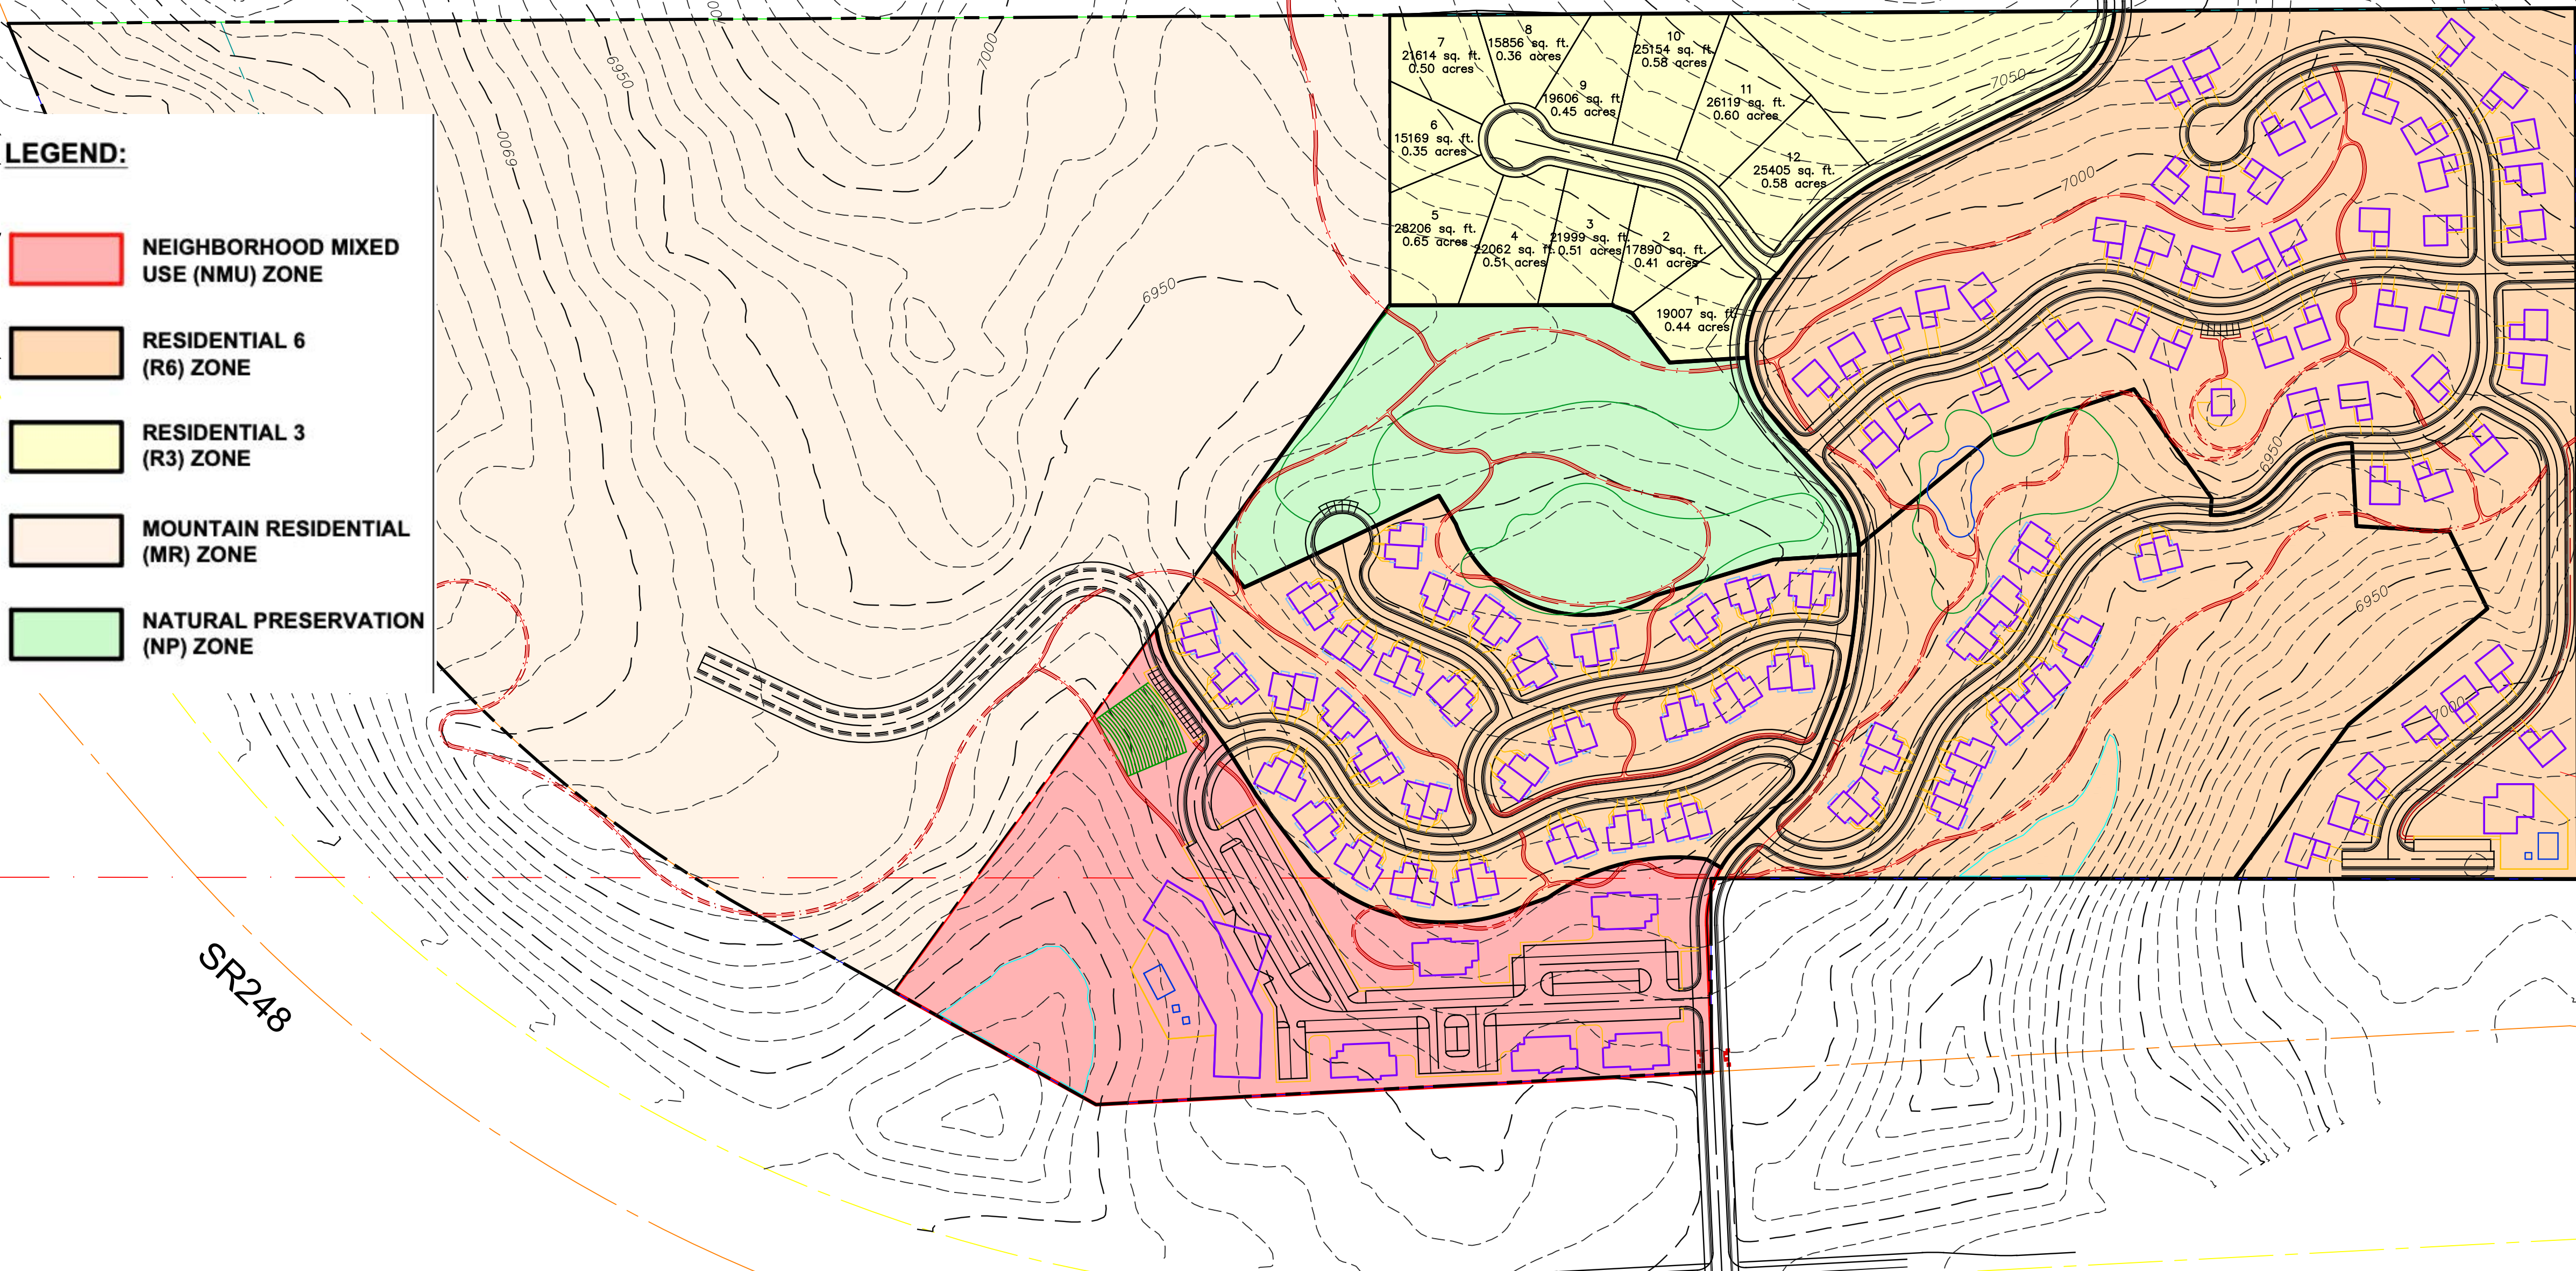 LEGEND:
NEIGHBORHOOD MIXED
USE (NMU) ZONE
RESIDENTIAL 6
(R6) ZONE
RESIDENTIAL 3
(R3) ZONE
MOUNTAIN RESIDENTIAL
(MR) ZONE
NATURAL PRESERVATION
(NP) ZONE
SR248
7000
6950
6900
6950
7
21614 sq. ft.
0.50 acres
8
15856 sq. ft.
0.36 acres
9
19606 sq. ft
0.45 acres
10
25154 sq. ft.
0.58 acres
11
26119 sq. ft.
0.60 acres
12
25405 sq. ft.
0.58 acres
6
15169 sq. ft.
0.35 acres
5
28206 sq. ft.
0.65 acres
4
22062 sq. ft.
0.51 acres
3
21999 sq. ft.
0.51 acres
2
17890 sq. ft.
0.41 acres
1
19007 sq. ft.
0.44 acres
7050
7000
6950
6950
7000